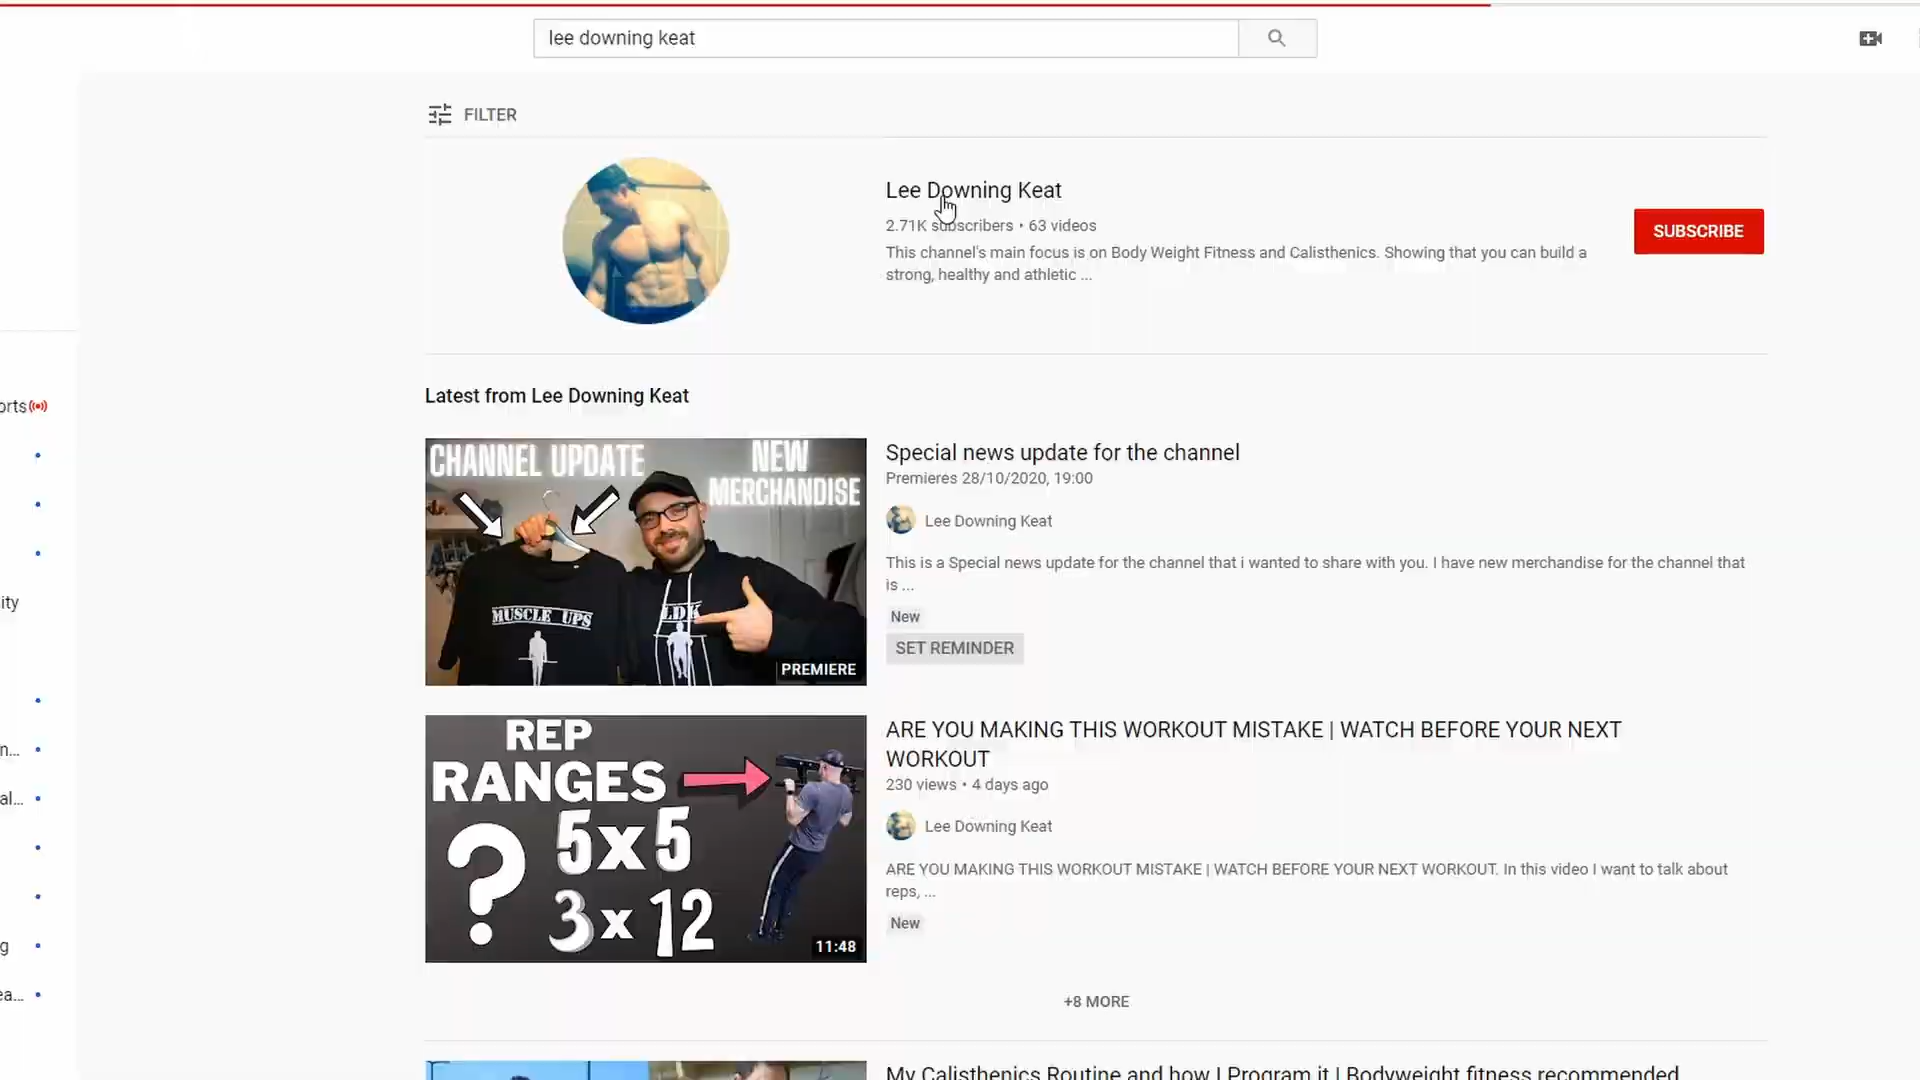 lee downing keat
FILTER
Lee Downing Keat
2.71K subscribers • 63 videos
This channel's main focus is on Body Weight Fitness and Calisthenics. Showing that you can build a
strong, healthy and athletic ...
SUBSCRIBE
Latest from Lee Downing Keat
CHANNEL UPDATE
NEW
MERCHANDISE
MUSCLE UPS
LDK
PREMIERE
Special news update for the channel
Premieres 28/10/2020, 19:00
Lee Downing Keat
This is a Special news update for the channel that i wanted to share with you. I have new merchandise for the channel that
is ...
New
SET REMINDER
REP
RANGES
? 5x5
3x12
11:48
ARE YOU MAKING THIS WORKOUT MISTAKE | WATCH BEFORE YOUR NEXT
WORKOUT
230 views • 4 days ago
Lee Downing Keat
ARE YOU MAKING THIS WORKOUT MISTAKE | WATCH BEFORE YOUR NEXT WORKOUT. In this video I want to talk about
reps, ...
New
+8 MORE
My Calisthenics Routine and how I Program it | Bodyweight fitness recommended
orts
ity
n...
al...
g
ea...